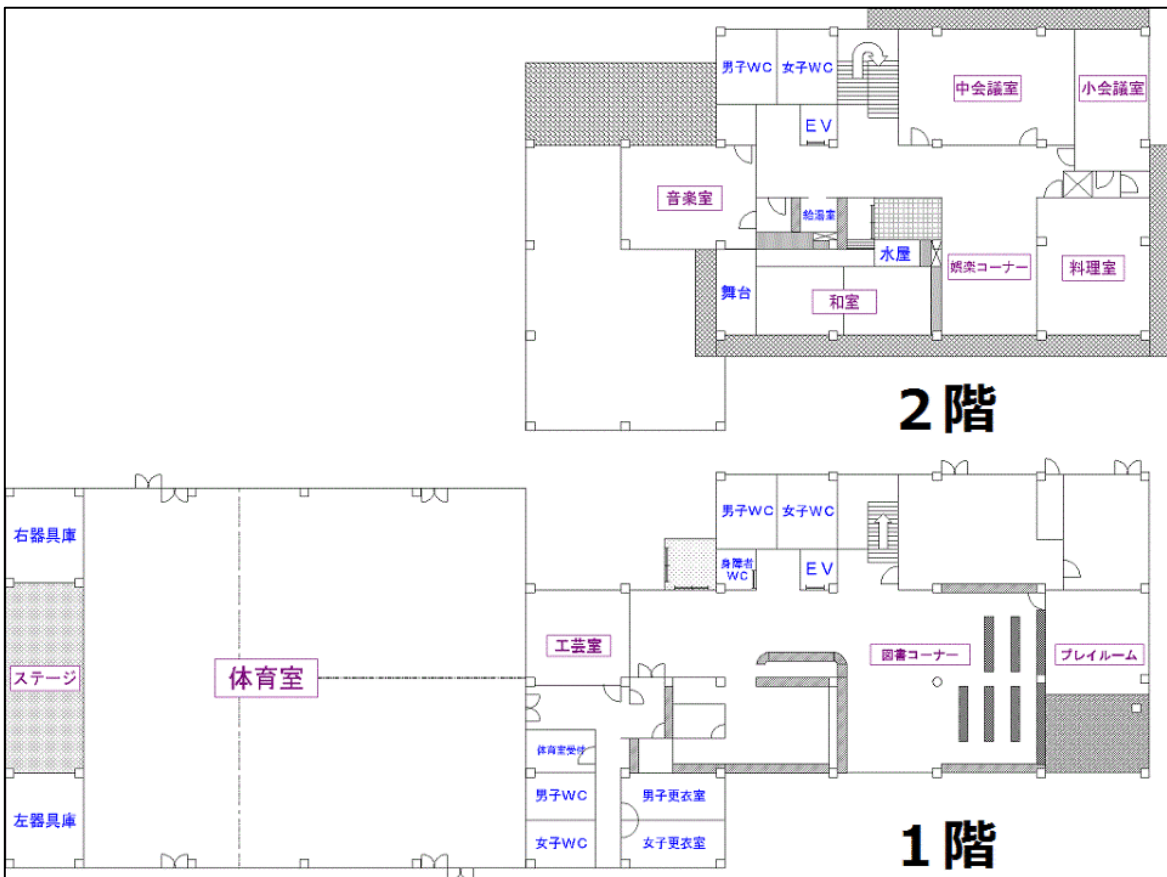 男子WC
女子WC
中会議室
小会議室
EV
音楽室
給湯室
水屋
娯楽コーナー
料理室
舞台
和室
2階
右器具庫
男子WC
女子WC
身障者
WC
EV
工芸室
図書コーナー
プレイルーム
ステージ
体育室
体育室受付
男子WC
男子更衣室
左器具庫
女子WC
女子更衣室
1階